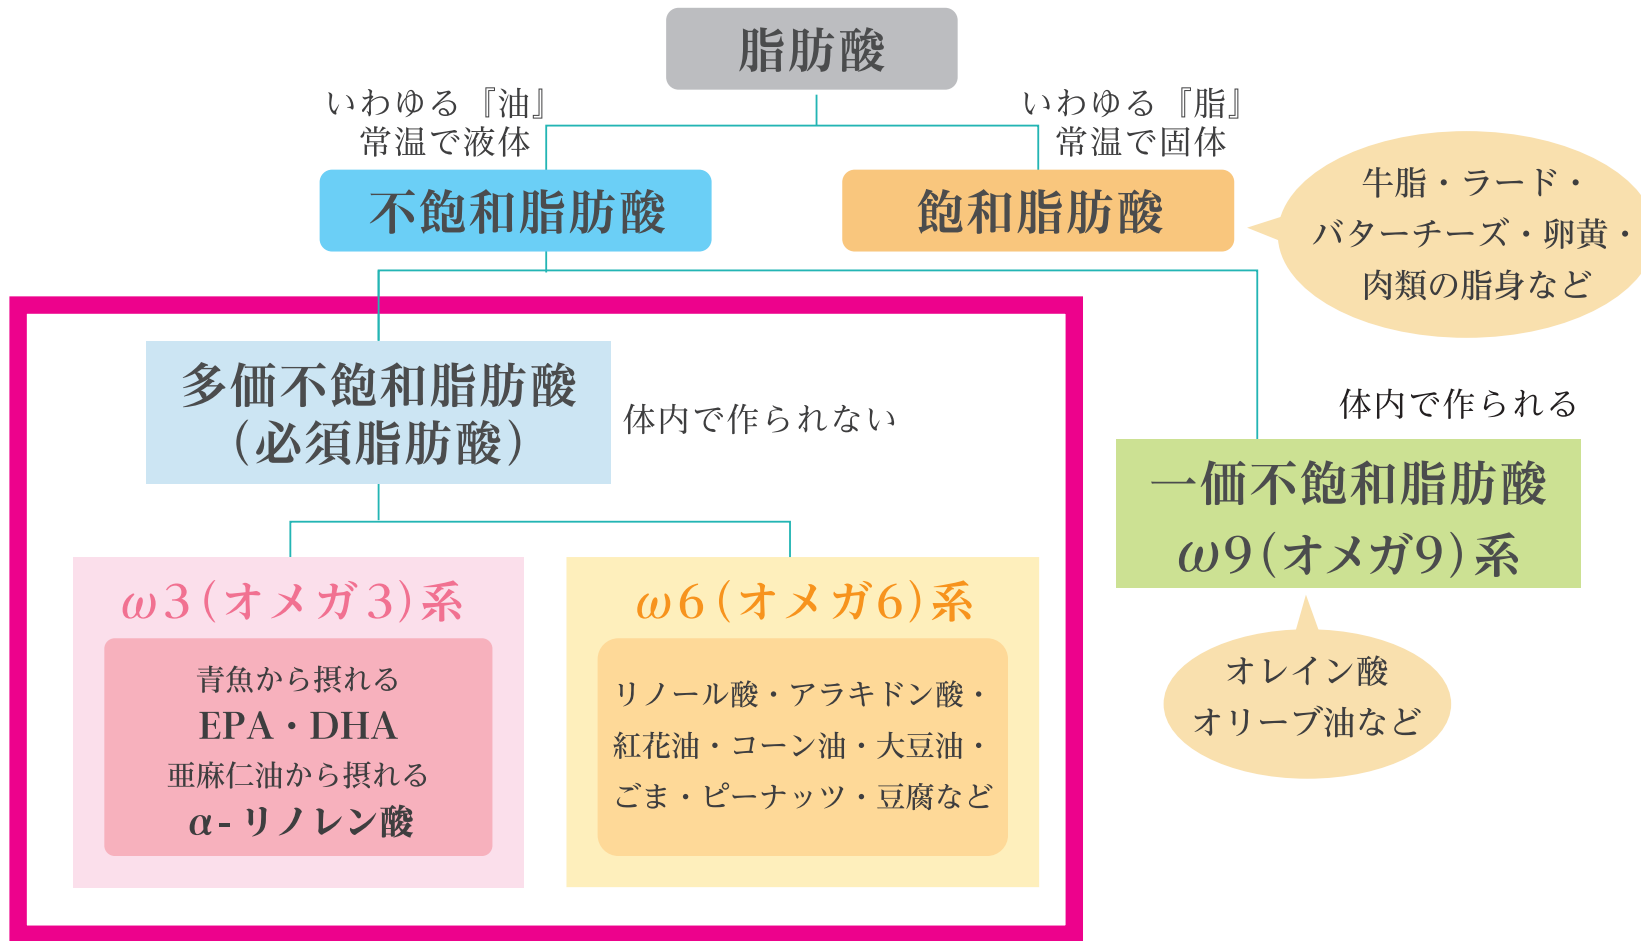 脂肪酸
いわゆる『油』
常温で液体
いわゆる『脂』
常温で固体
不飽和脂肪酸
飽和脂肪酸
牛脂・ラード・
バターチーズ・卵黄・
肉類の脂身など
多価不飽和脂肪酸
（必須脂肪酸）
体内で作られない
体内で作られる
一価不飽和脂肪酸
ω9(オメガ9)系
ω3(オメガ3)系
青魚から摂れる
EPA・DHA
亜麻仁油から摂れる
α-リノレン酸
ω6(オメガ6)系
リノール酸・アラキドン酸・
紅花油・コーン油・大豆油・
ごま・ピーナッツ・豆腐など
オレイン酸
オリーブ油など